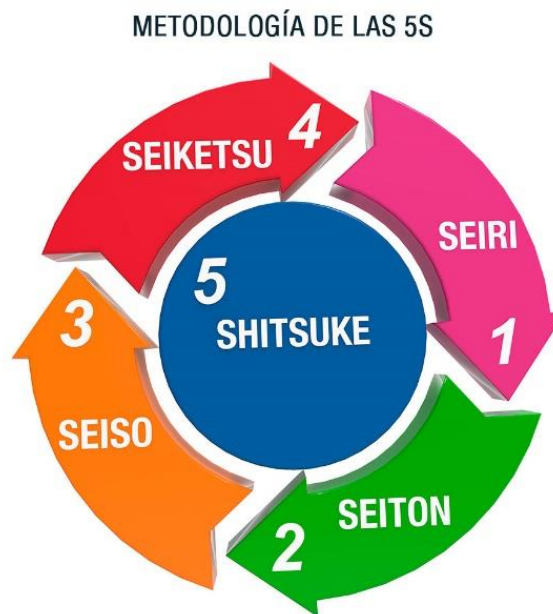 METODOLOGÍA DE LAS 5S
SEIRI
1
SEITON
2
SEISO
3
SEIKETSU
4
5
SHITSUKE